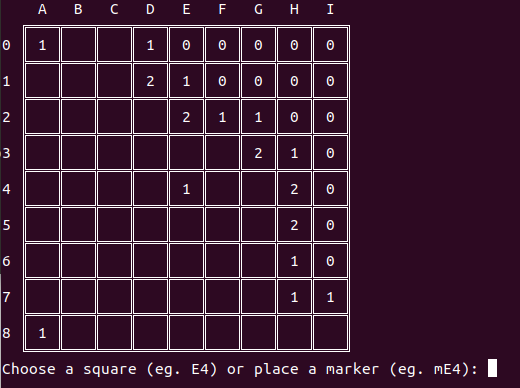 A B C D E F G H I
0 1 1 0 0 0 0 0
1 2 1 0 0 0 0
2 2 1 1 0 0
3 2 1 0
4 1 2 0
5 2 0
6 1 0
7 1 1
8 1
Choose a square (eg. E4) or place a marker (eg. mE4):